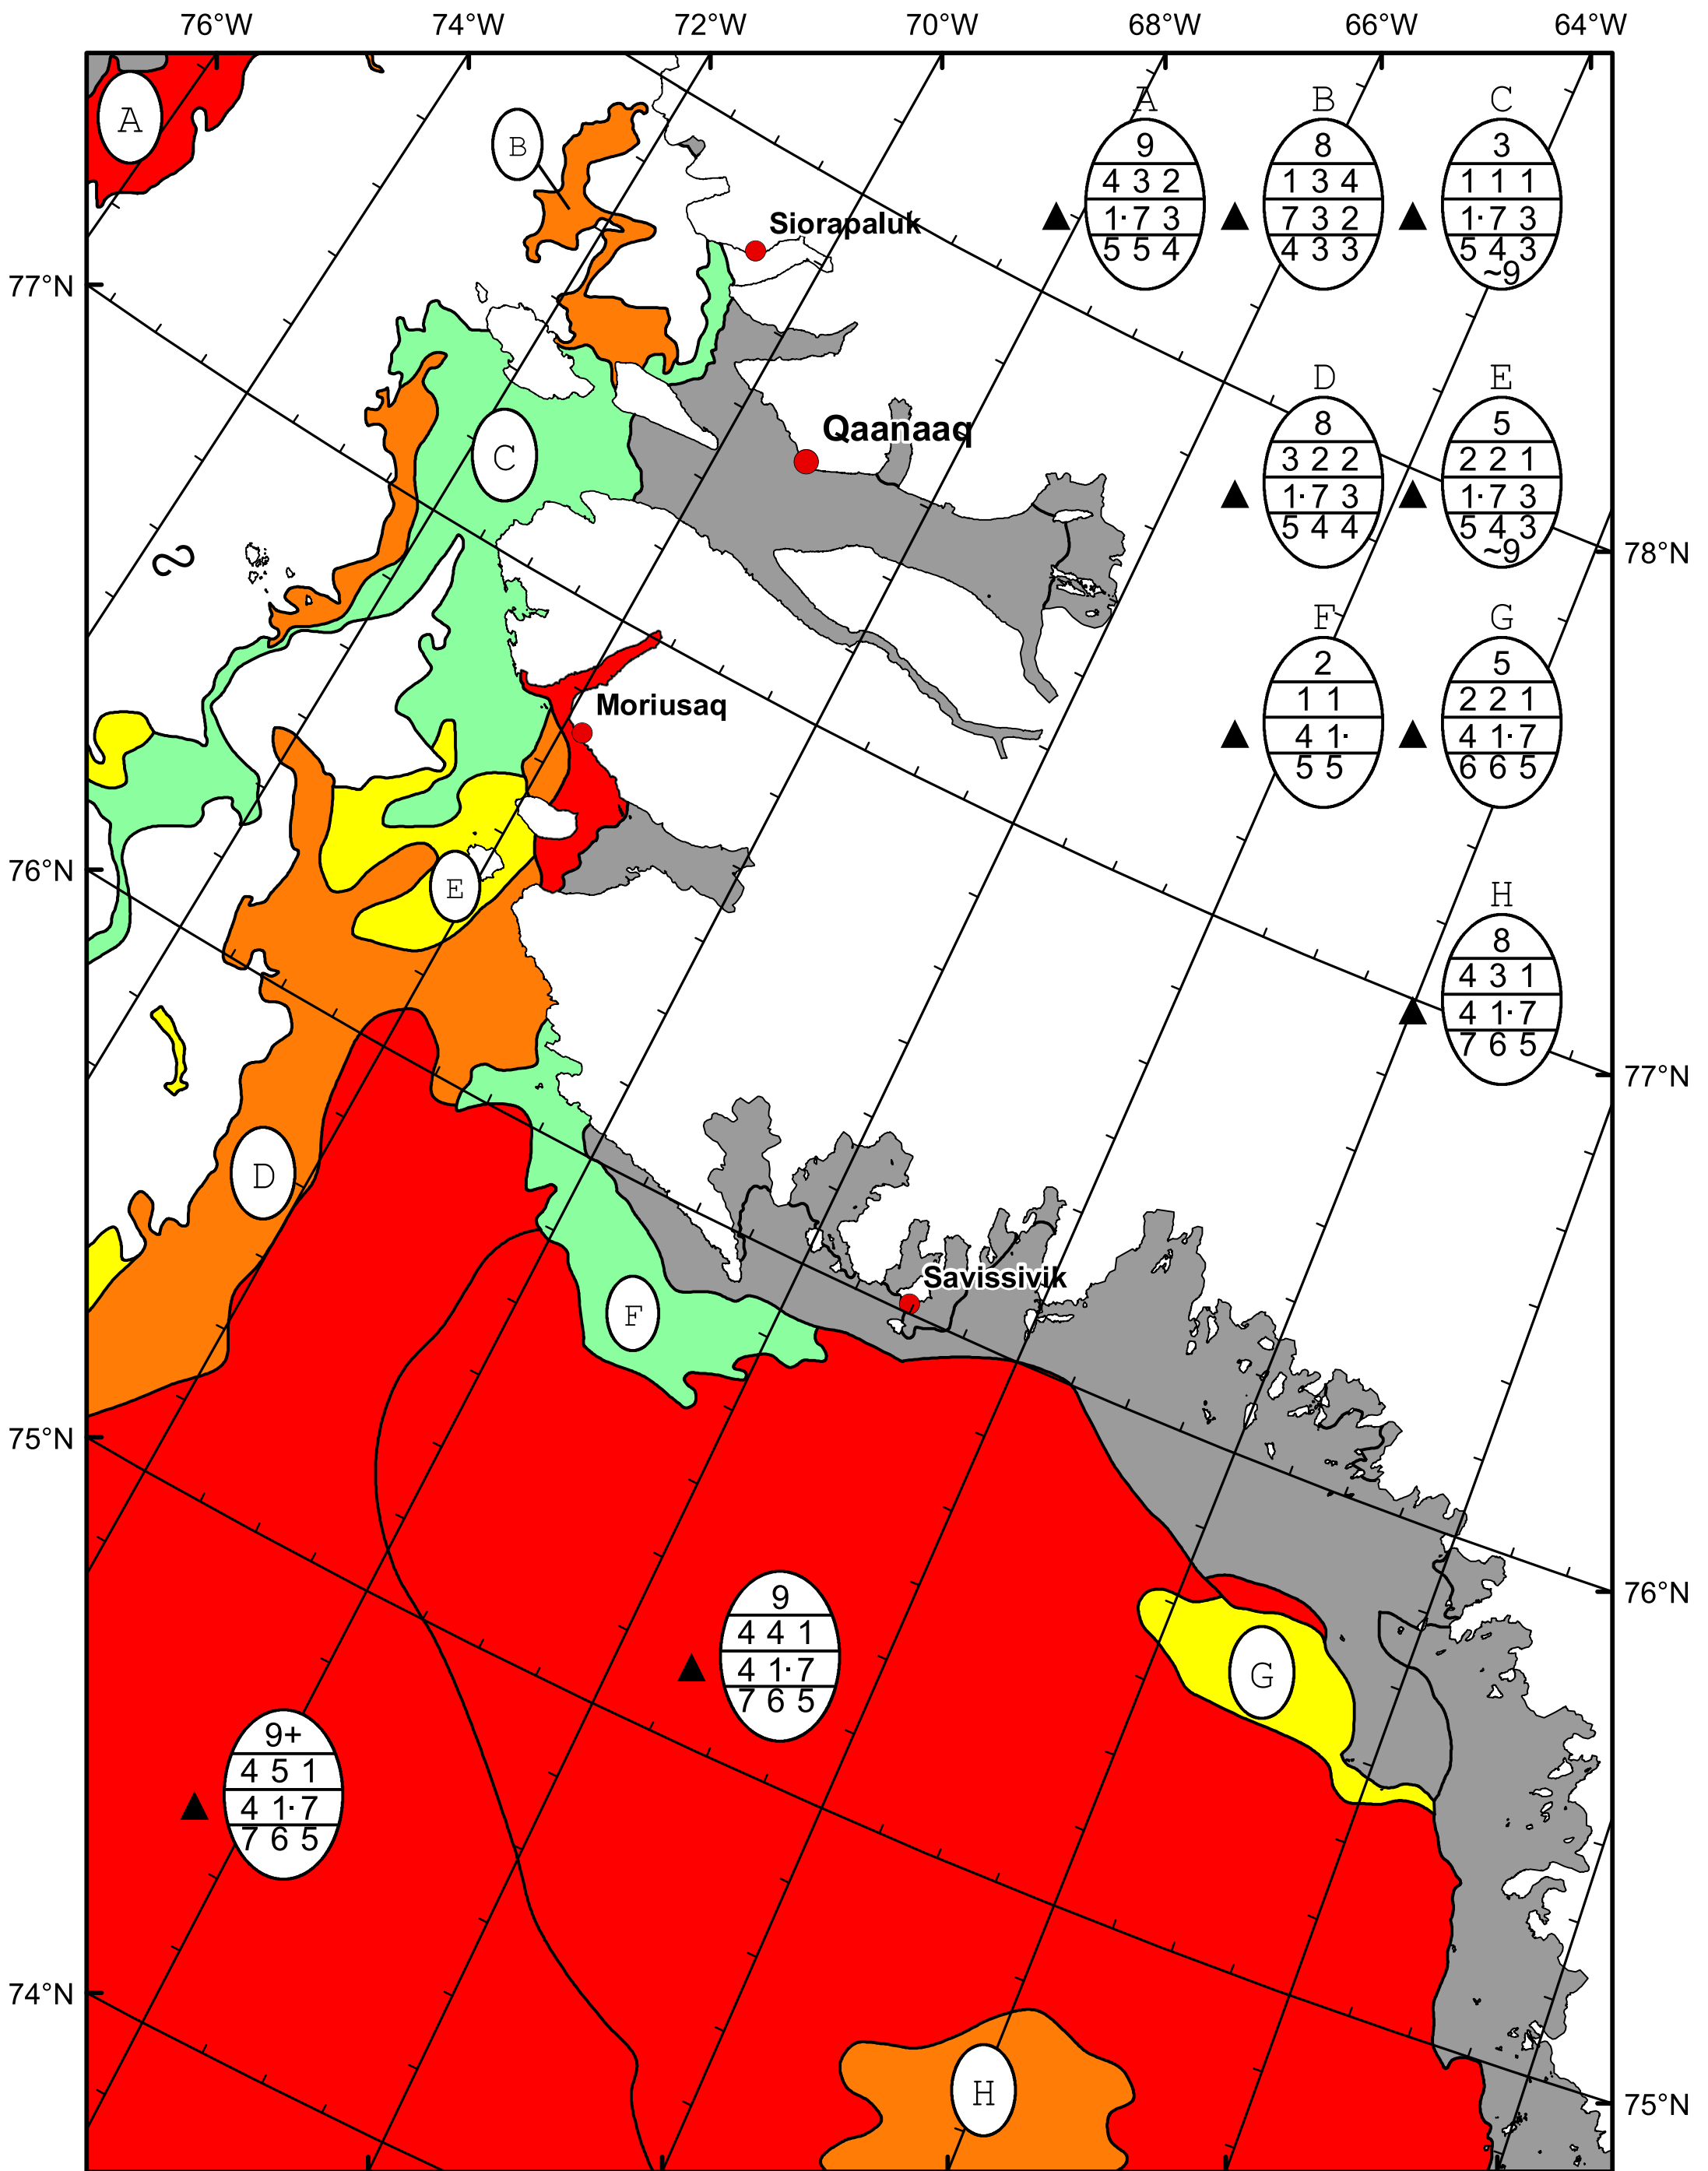 76°W 74°W 72°W 70°W 68°W 66°W 64°W
A B C
A
9 8 3
B
4 3 2 1 3 4 1 1 1
1· 7 3 7 3 2 1· 7 3
5 5 4 4 3 3 5 4 3
~9
Siorapaluk
77°N
D E
8 5
Qaanaaq
C
3 2 2 2 2 1
1· 7 3 1· 7 3
5 4 4 5 4 3
~9
78°N
F G
2 5
1 1 2 2 1
Moriusaq
4 1· 4 1· 7
5 5 6 6 5
76°N
E
H
8
4 3 1
4 1· 7
7 6 5
77°N
D
Savissivik
F
75°N
76°N
9
4 4 1
4 1· 7
7 6 5
G
9+
4 5 1
4 1· 7
7 6 5
74°N
H
75°N